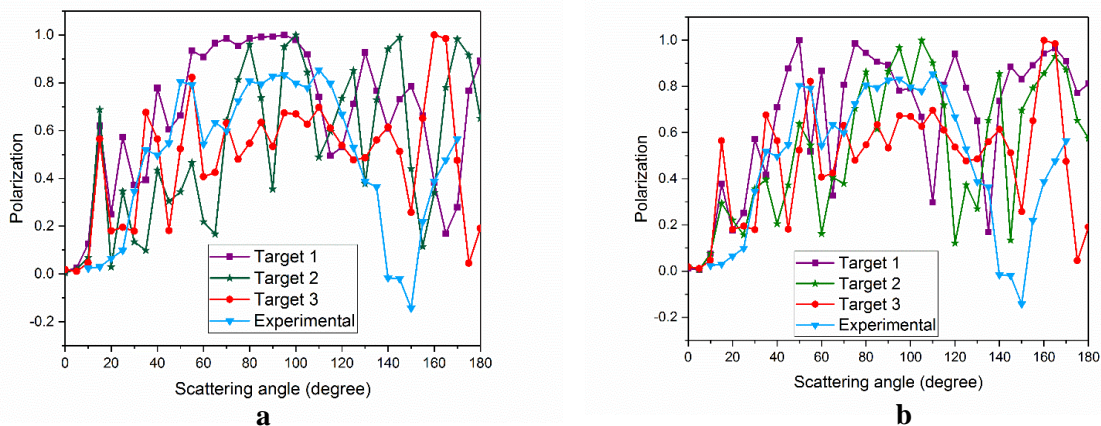 1.0
0.8
0.6
0.4
0.2
0.0
-0.2
Polarization
Target 1
Target 2
Target 3
Experimental
0 20 40 60 80 100 120 140 160 180
Scattering angle (degree)
a
1.0
0.8
0.6
0.4
0.2
0.0
-0.2
Polarization
Target 1
Target 2
Target 3
Experimental
0 20 40 60 80 100 120 140 160 180
Scattering angle (degree)
b